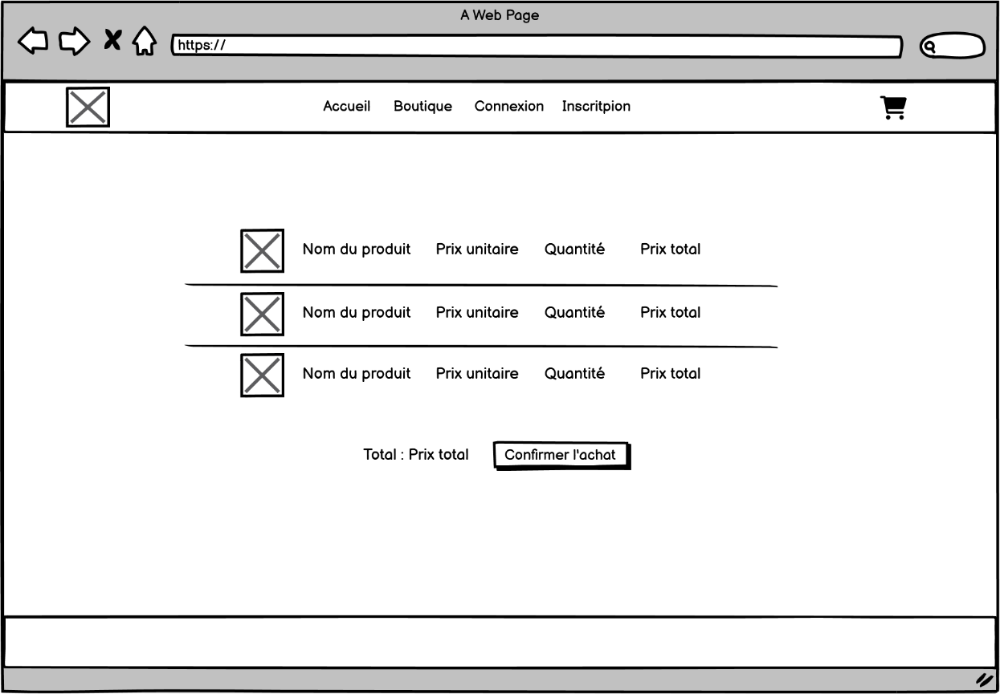 A Web Page
https://
Accueil Boutique Connexion Inscritpion
Nom du produit Prix unitaire Quantité Prix total
Nom du produit Prix unitaire Quantité Prix total
Nom du produit Prix unitaire Quantité Prix total
Total : Prix total Confirmer l'achat